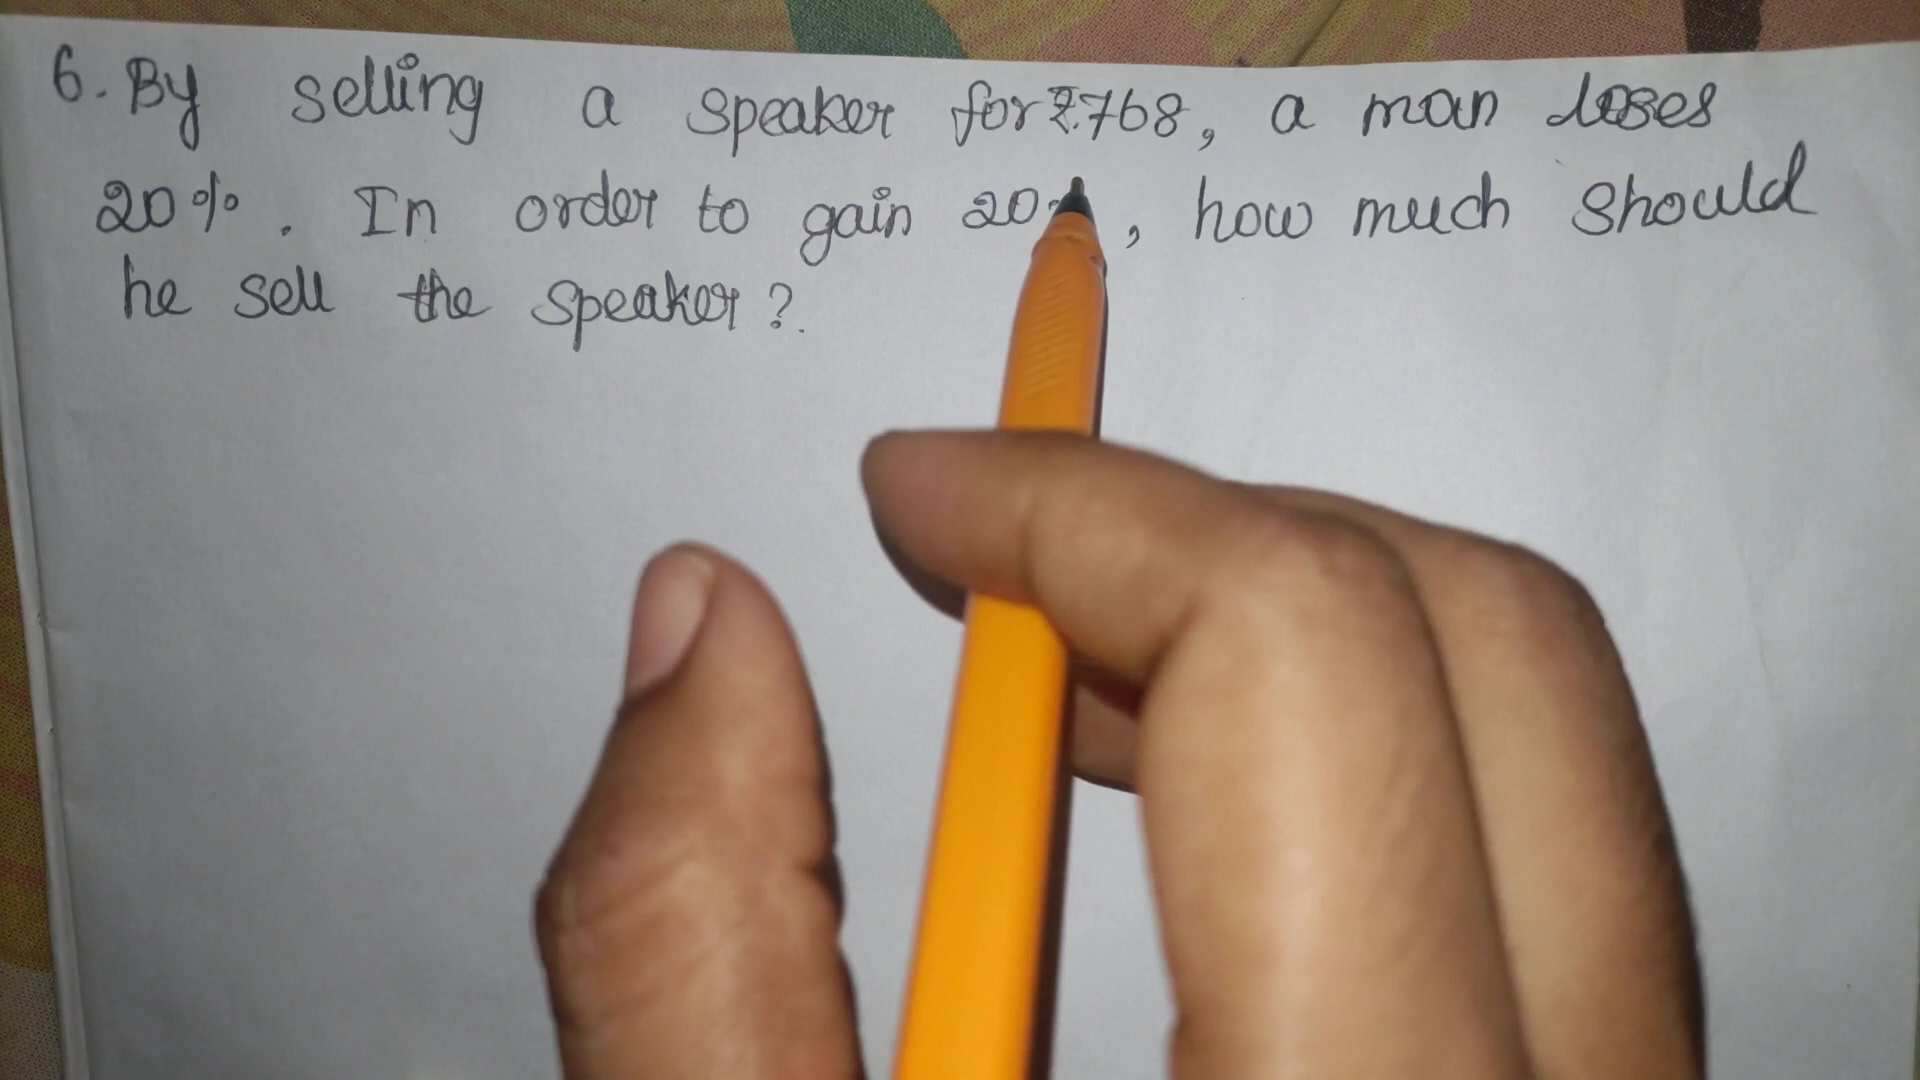 6. By selling a speaker for ₹.768, a man loses
20%. In order to gain 20 , how much should
he sell the speaker?